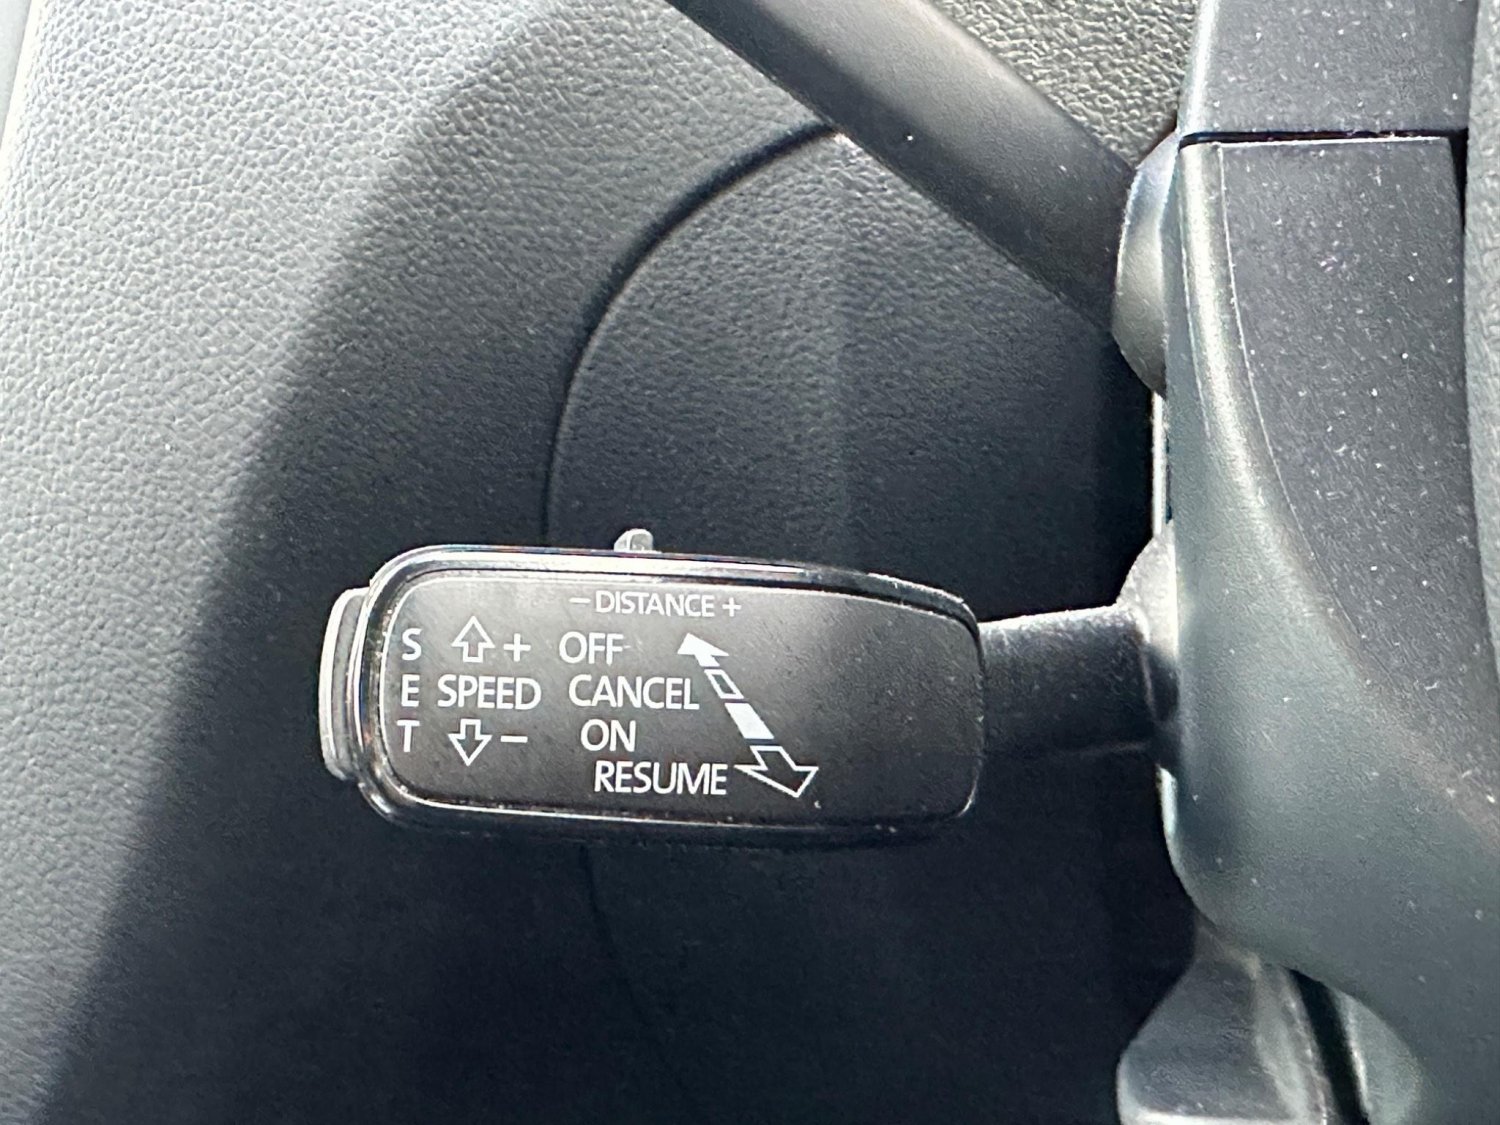 – DISTANCE +
S + OFF
E SPEED CANCEL
T – ON
RESUME